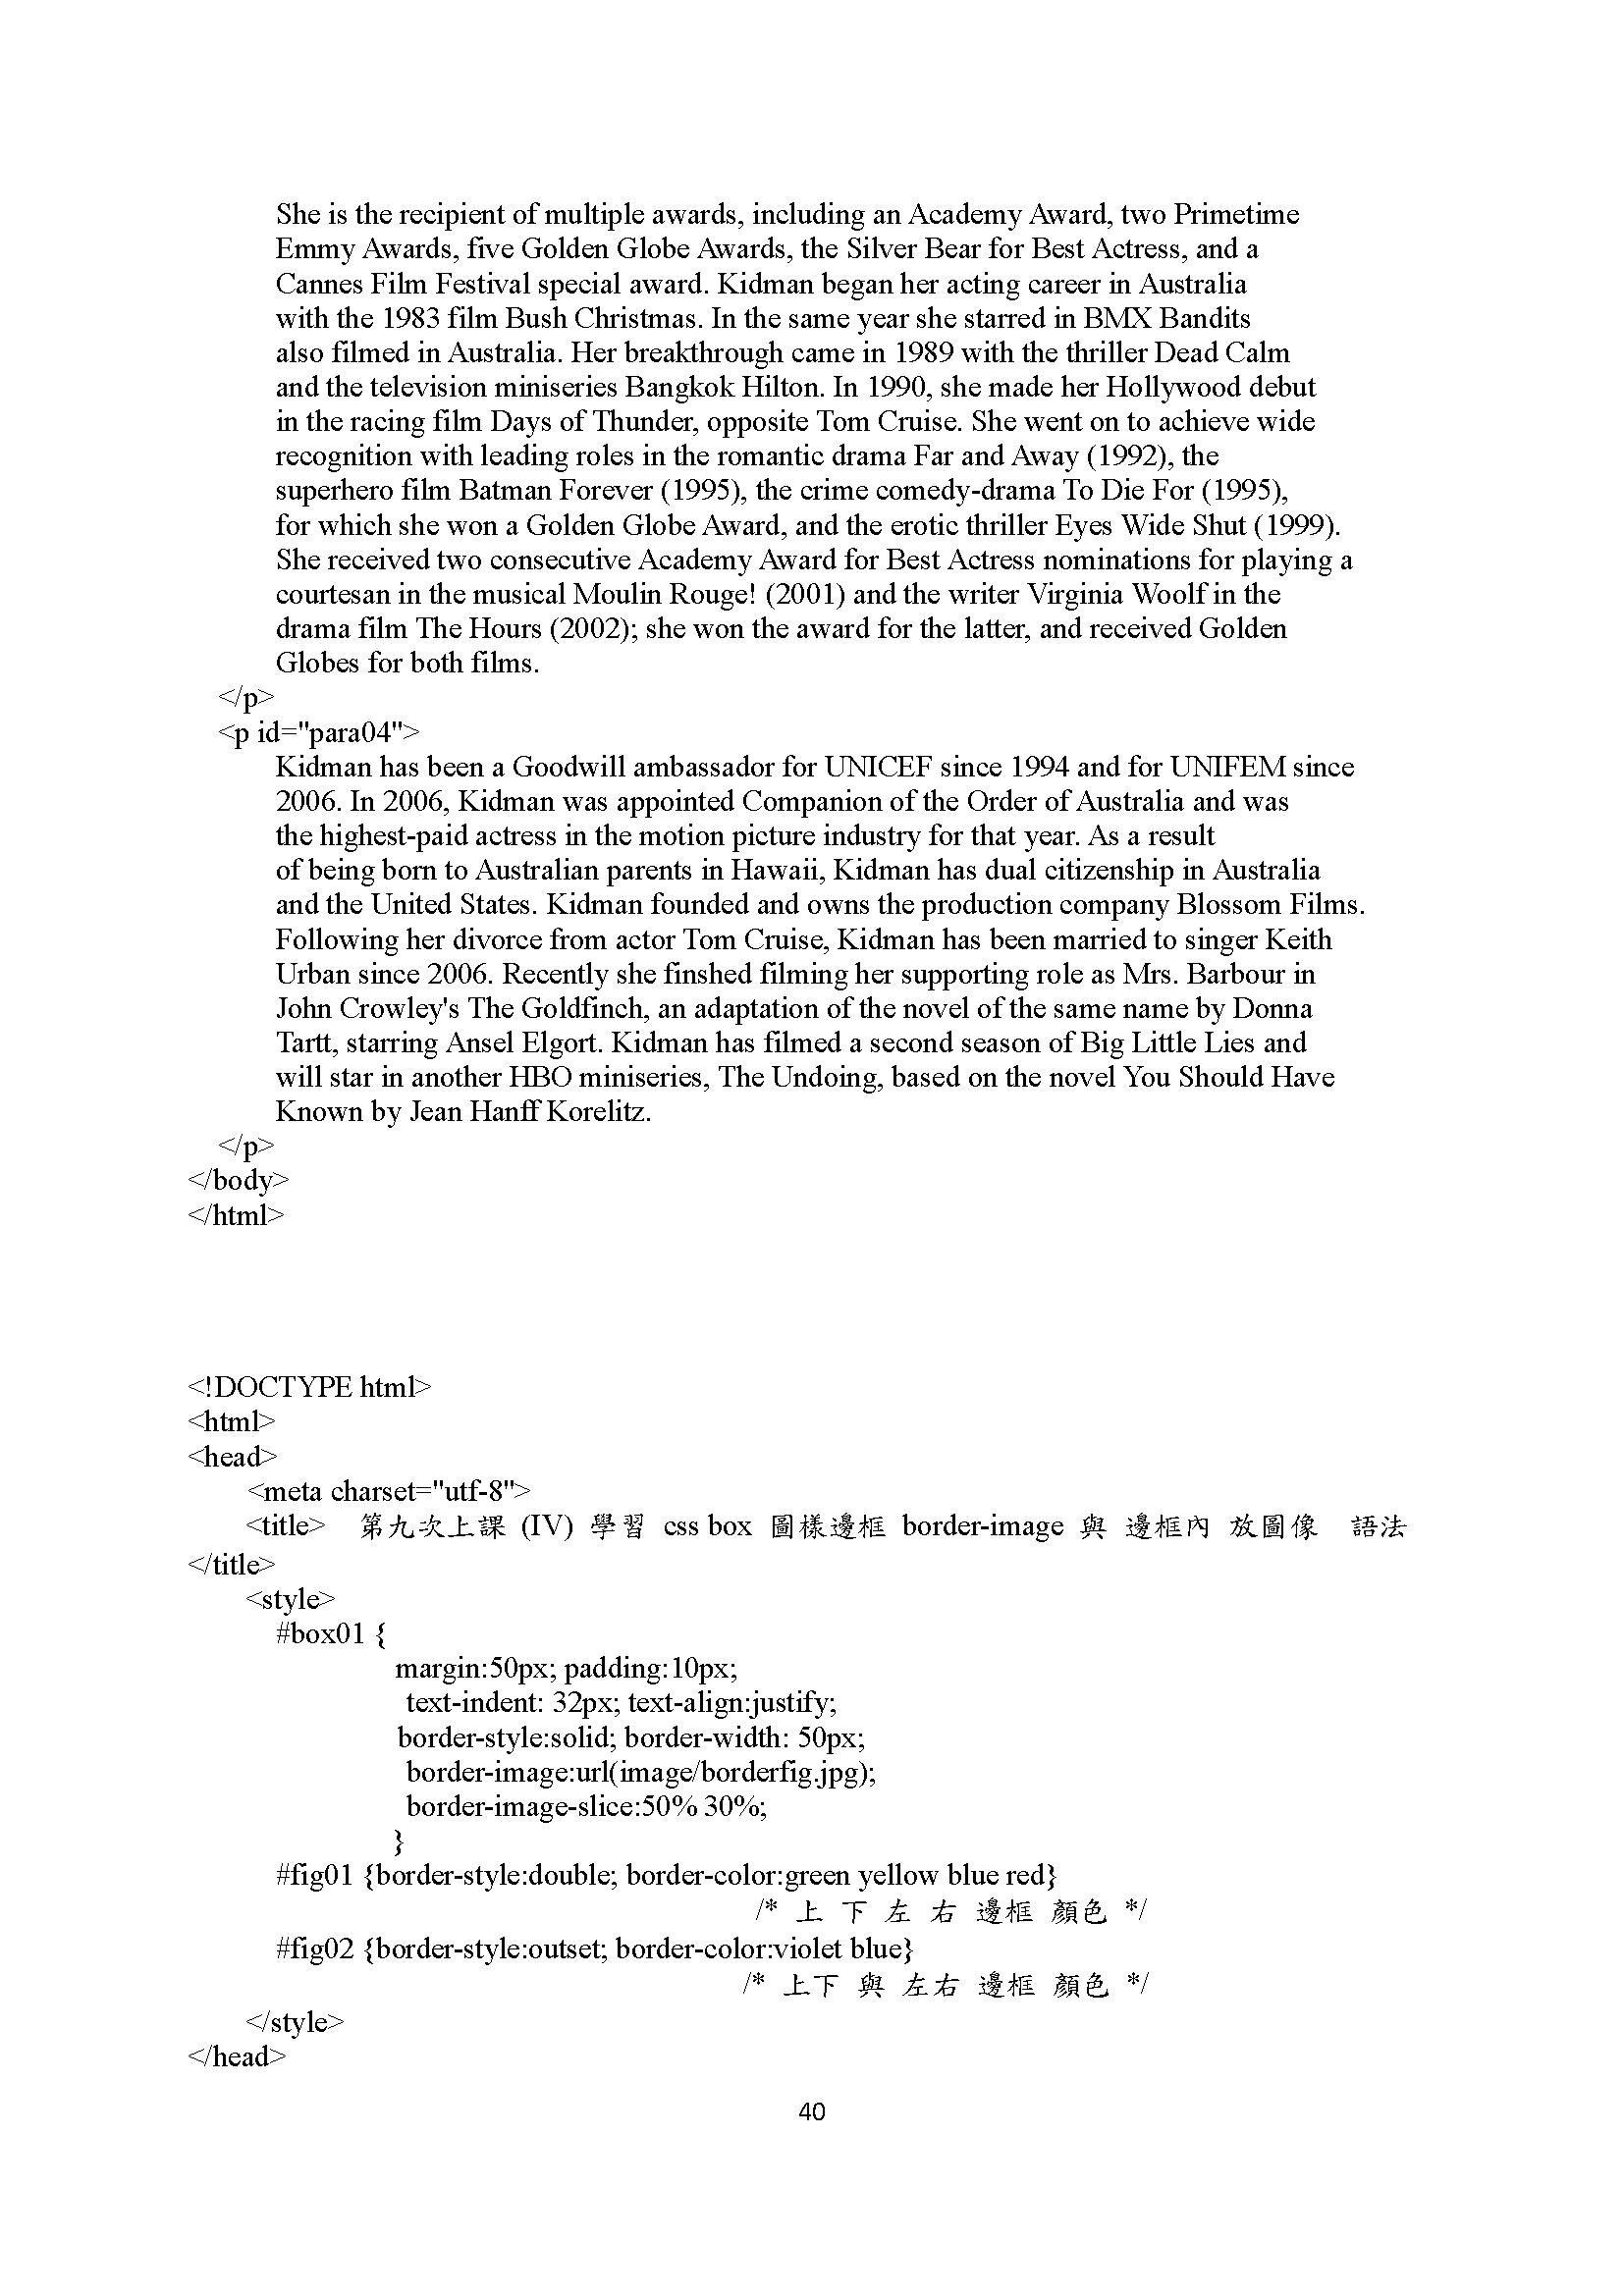 She is the recipient of multiple awards, including an Academy Award, two Primetime
Emmy Awards, five Golden Globe Awards, the Silver Bear for Best Actress, and a
Cannes Film Festival special award. Kidman began her acting career in Australia
with the 1983 film Bush Christmas. In the same year she starred in BMX Bandits
also filmed in Australia. Her breakthrough came in 1989 with the thriller Dead Calm
and the television miniseries Bangkok Hilton. In 1990, she made her Hollywood debut
in the racing film Days of Thunder, opposite Tom Cruise. She went on to achieve wide
recognition with leading roles in the romantic drama Far and Away (1992), the
superhero film Batman Forever (1995), the crime comedy-drama To Die For (1995),
for which she won a Golden Globe Award, and the erotic thriller Eyes Wide Shut (1999).
She received two consecutive Academy Award for Best Actress nominations for playing a
courtesan in the musical Moulin Rouge! (2001) and the writer Virginia Woolf in the
drama film The Hours (2002); she won the award for the latter, and received Golden
Globes for both films.
</p>
<p id="para04">
Kidman has been a Goodwill ambassador for UNICEF since 1994 and for UNIFEM since
2006. In 2006, Kidman was appointed Companion of the Order of Australia and was
the highest-paid actress in the motion picture industry for that year. As a result
of being born to Australian parents in Hawaii, Kidman has dual citizenship in Australia
and the United States. Kidman founded and owns the production company Blossom Films.
Following her divorce from actor Tom Cruise, Kidman has been married to singer Keith
Urban since 2006. Recently she finshed filming her supporting role as Mrs. Barbour in
John Crowley's The Goldfinch, an adaptation of the novel of the same name by Donna
Tartt, starring Ansel Elgort. Kidman has filmed a second season of Big Little Lies and
will star in another HBO miniseries, The Undoing, based on the novel You Should Have
Known by Jean Hanff Korelitz.
</p>
</body>
</html>
<!DOCTYPE html>
<html>
<head>
<meta charset="utf-8">
<title> 第九次上課 (IV) 學習 css box 圖樣邊框 border-image 與 邊框內 放圖像 語法
</title>
<style>
#box01 {
margin:50px; padding:10px;
text-indent: 32px; text-align:justify;
border-style:solid; border-width: 50px;
border-image:url(image/borderfig.jpg);
border-image-slice:50% 30%;
}
#fig01 {border-style:double; border-color:green yellow blue red}
/* 上 下 左 右 邊框 顏色 */
#fig02 {border-style:outset; border-color:violet blue}
/* 上下 與 左右 邊框 顏色 */
</style>
</head>
40